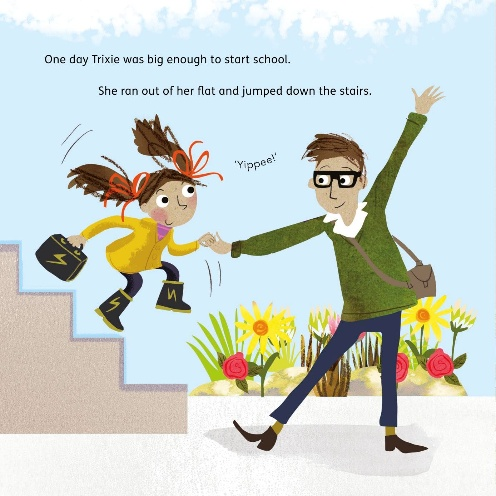 One day Trixie was big enough to start school.
She ran out of her flat and jumped down the stairs.
'Yippee!'